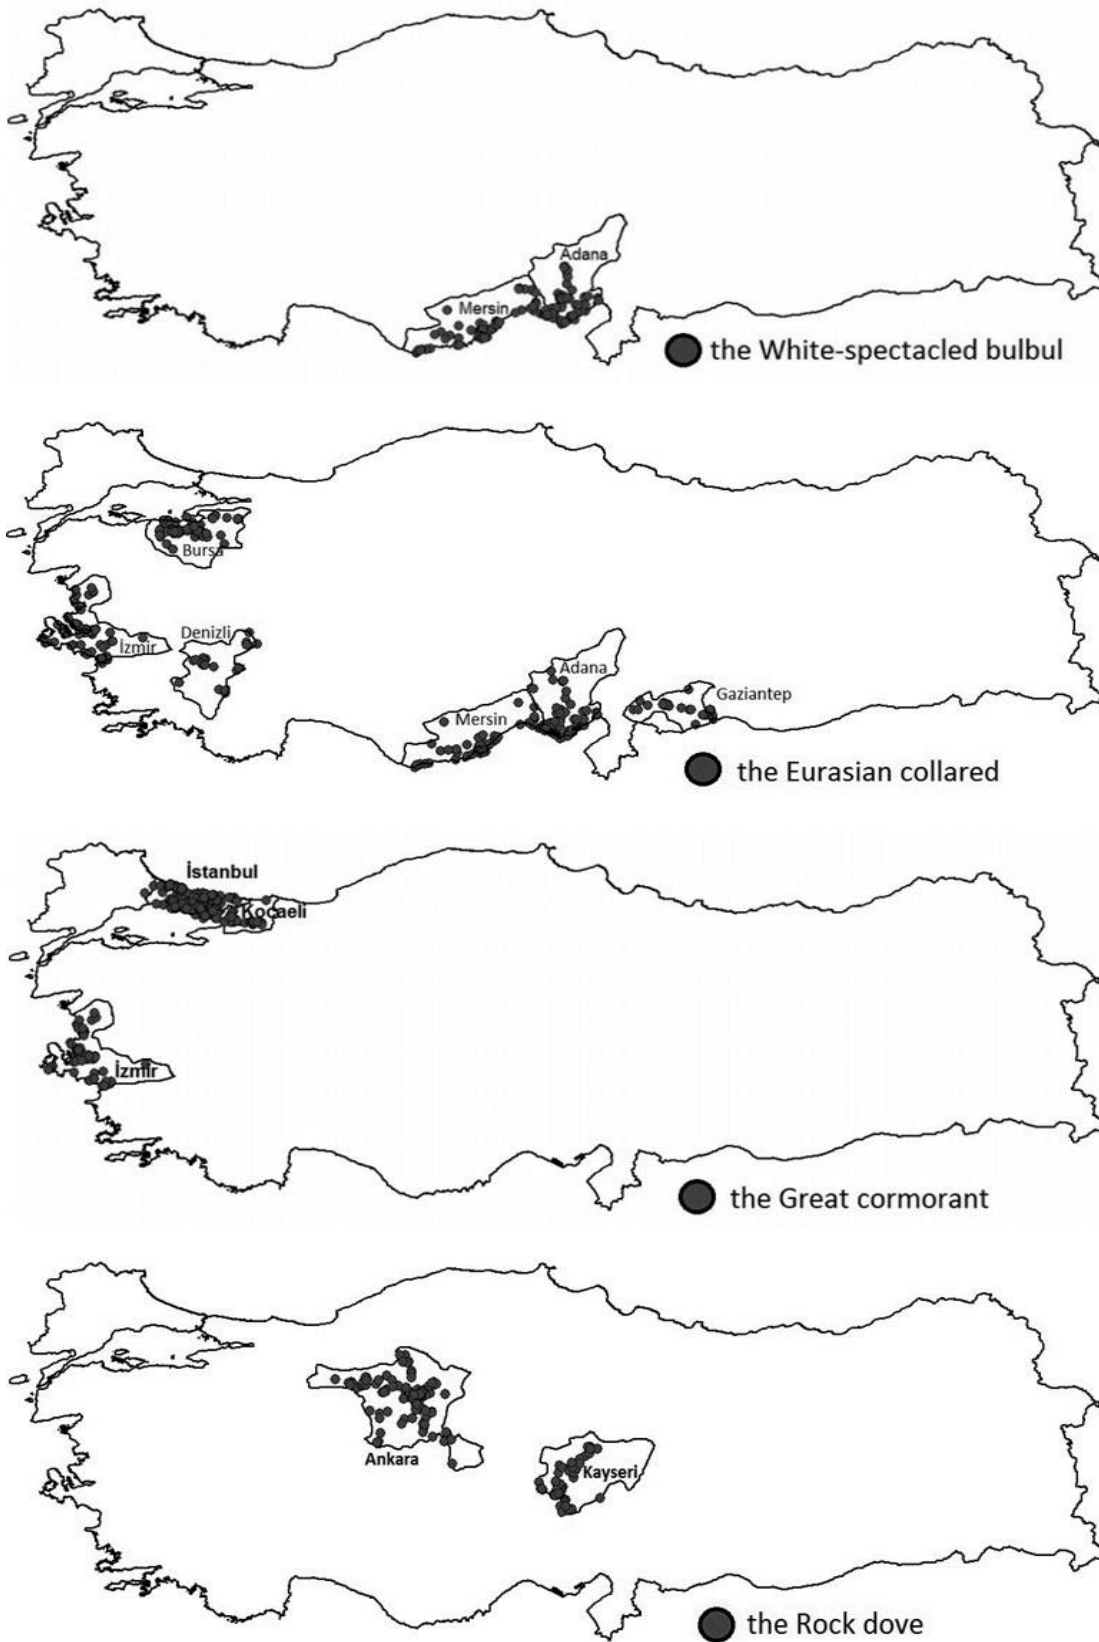 Adana
Mersin
the White-spectacled bulbul
Bursa
Denizli
İzmir
Adana
Gaziantep
Mersin
the Eurasian collared
İstanbul
Kocaeli
İzmir
the Great cormorant
Ankara
Kayseri
the Rock dove